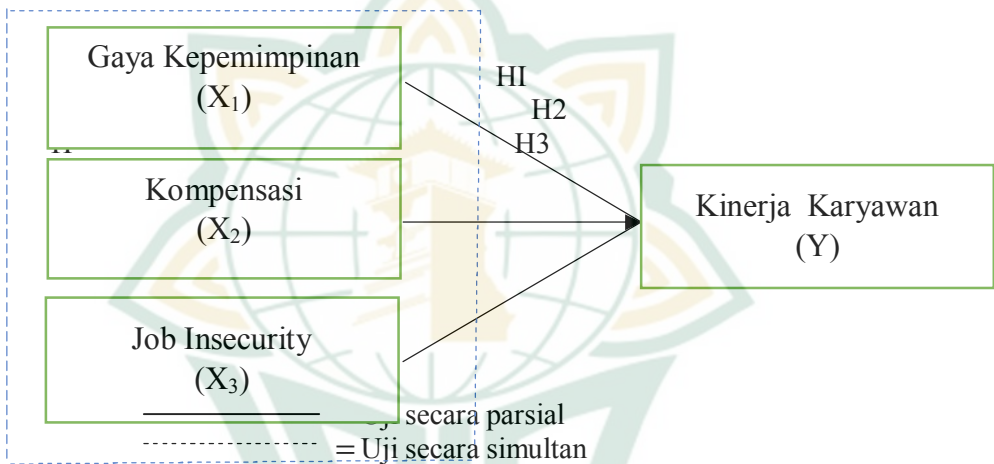 Gaya Kepemimpinan
(X₁)
HI
H2
H3
Kompensasi
(X₂)
Kinerja Karyawan
(Y)
Job Insecurity
(X₃)
secara parsial
= Uji secara simultan